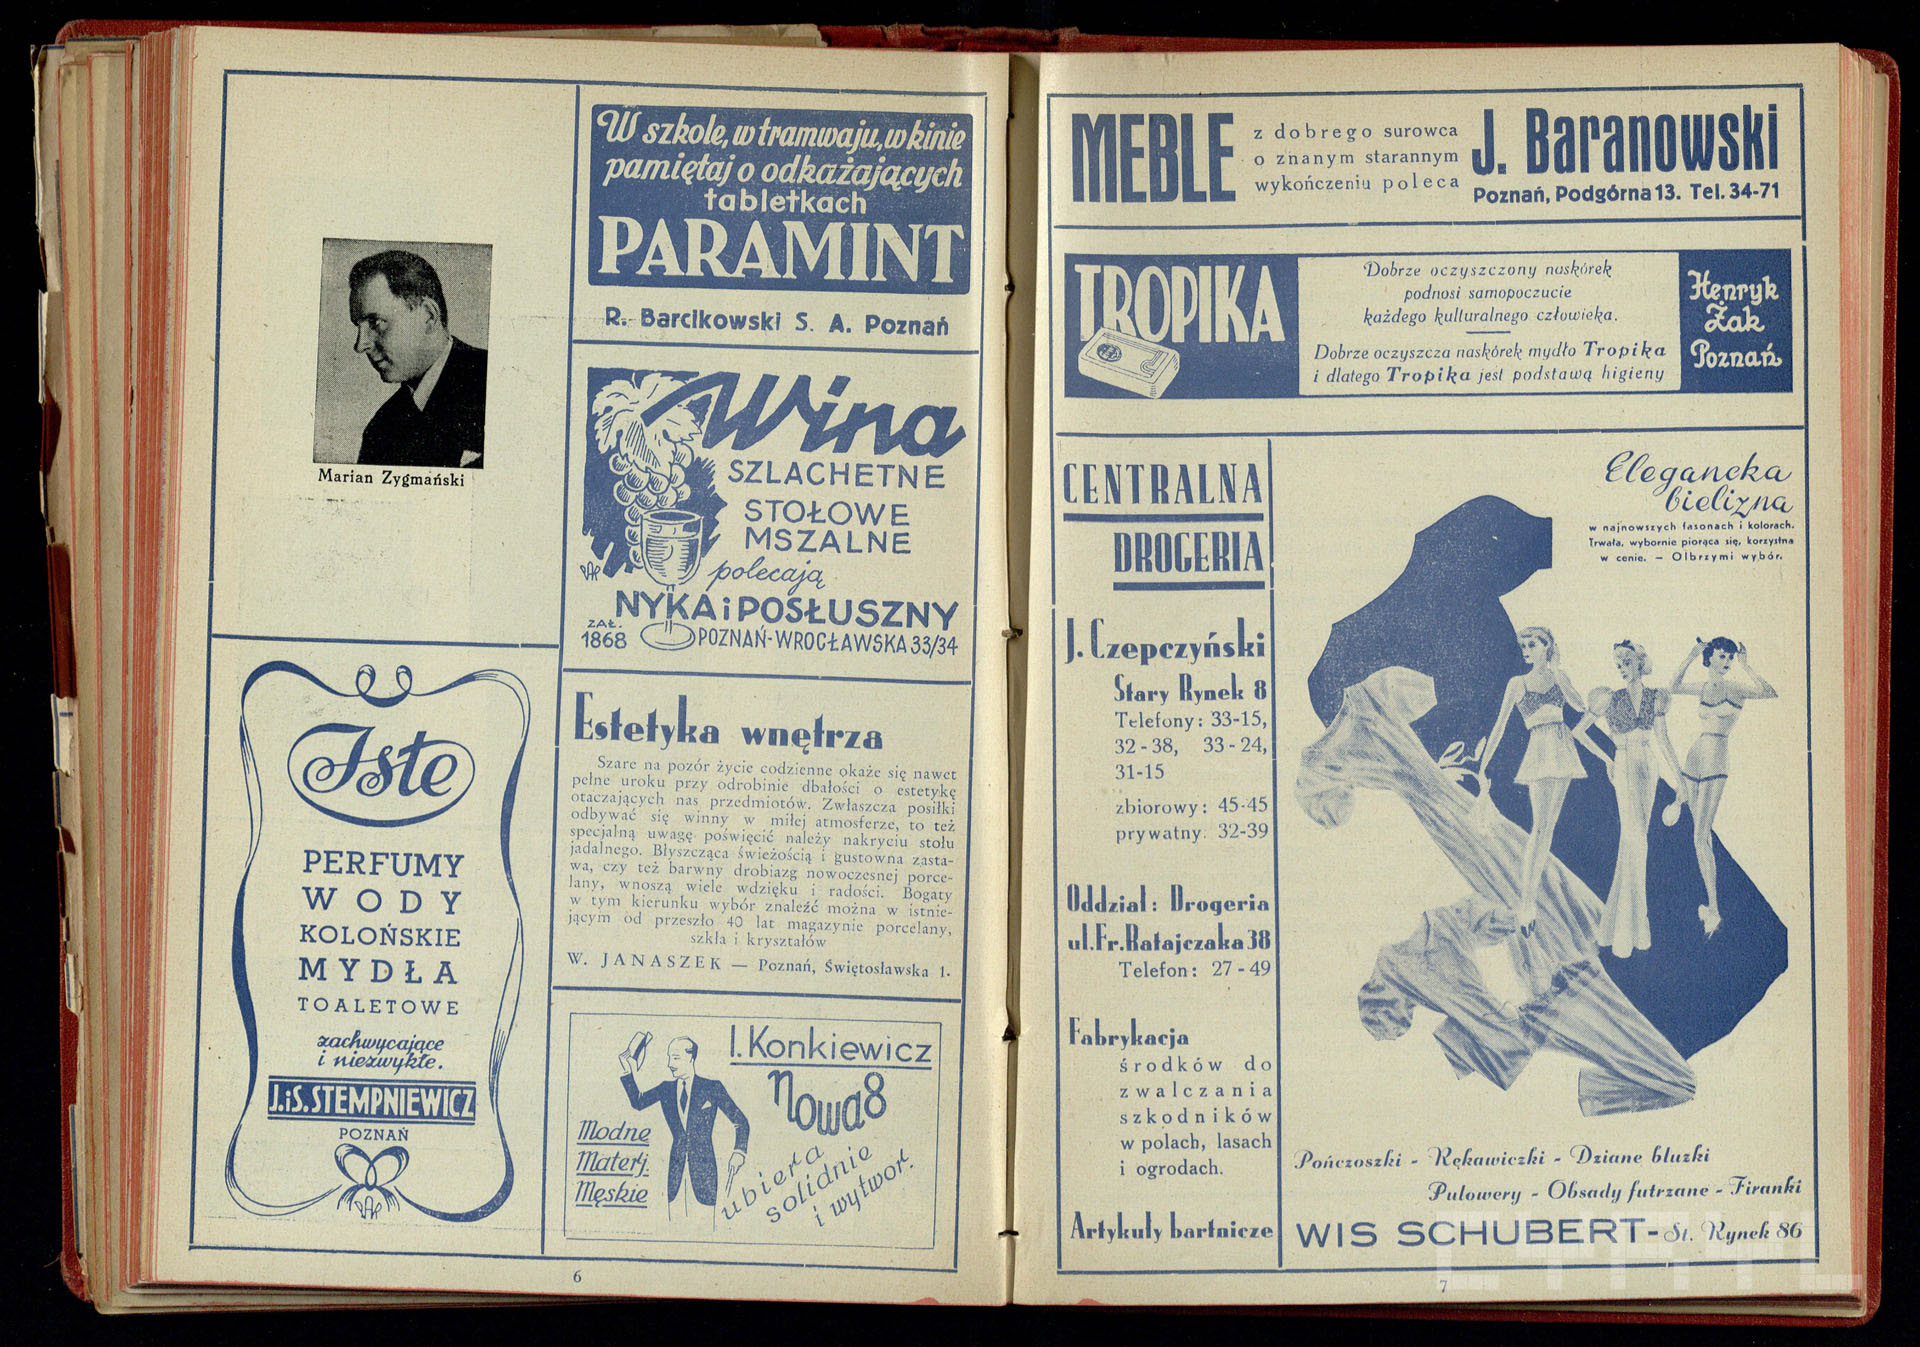 Marian Zygmański
Iste
PERFUMY
WODY
KOLOŃSKIE
MYDŁA
TOALETOWE
zachwycające
i niezwykłe.
J.iS. STEMPNIEWICZ
POZNAŃ
W szkole, w tramwaju, w kinie
pamiętaj o odkażających
tabletkach
PARAMINT
R. Barcikowski S. A. Poznań
Wina
SZLACHETNE
STOŁOWE
MSZALNE
polecają
NYKA i POSŁUSZNY
ZAŁ.
1868
POZNAŃ-WROCŁAWSKA 33/34
Estetyka wnętrza
Szare na pozór życie codzienne okaże się nawet
pełne uroku przy odrobinie dbałości o estetykę
otaczających nas przedmiotów. Zwłaszcza posiłki
odbywać się winny w miłej atmosferze, to też
specjalną uwagę poświęcić należy nakryciu stołu
jadalnego. Błyszcząca świeżością i gustowna zasta-
wa, czy też barwny drobiazg nowoczesnej porce-
lany, wnoszą wiele wdzięku i radości. Bogaty
w tym kierunku wybór znaleźć można w istnie-
jącym od przeszło 40 lat magazynie porcelany,
szkła i kryształów
W. JANASZEK — Poznań, Świętosławska 1.
I. Konkiewicz
Nowa 8
Modne
Materj.
Męskie
ubiera
solidnie
i wytwor.
6
MEBLE
z dobrego surowca
o znanym starannym
wykończeniu poleca
J. Baranowski
Poznań, Podgórna 13. Tel. 34-71
TROPIKA
Dobrze oczyszczony naskórek
podnosi samopoczucie
każdego kulturalnego człowieka.
Dobrze oczyszcza naskórek mydło Tropika
i dlatego Tropika jest podstawą higieny
Henryk
Żak
Poznań
CENTRALNA
DROGERIA
J. Czepczyński
Stary Rynek 8
Telefony: 33-15,
32-38, 33-24,
31-15
zbiorowy: 45-45
prywatny: 32-39
Oddział: Drogeria
ul. Fr. Ratajczaka 38
Telefon: 27-49
Fabrykacja
środków do
zwalczania
szkodników
w polach, lasach
i ogrodach.
Artykuły bartnicze
Elegancka
bielizna
w najnowszych fasonach i kolorach.
Trwała, wybornie piorąca się, korzystna
w cenie. — Olbrzymi wybór.
Pończoszki - Rękawiczki - Dziane bluzki
Pulowery - Obsady futrzane - Firanki
WIS SCHUBERT - St. Rynek 86
7